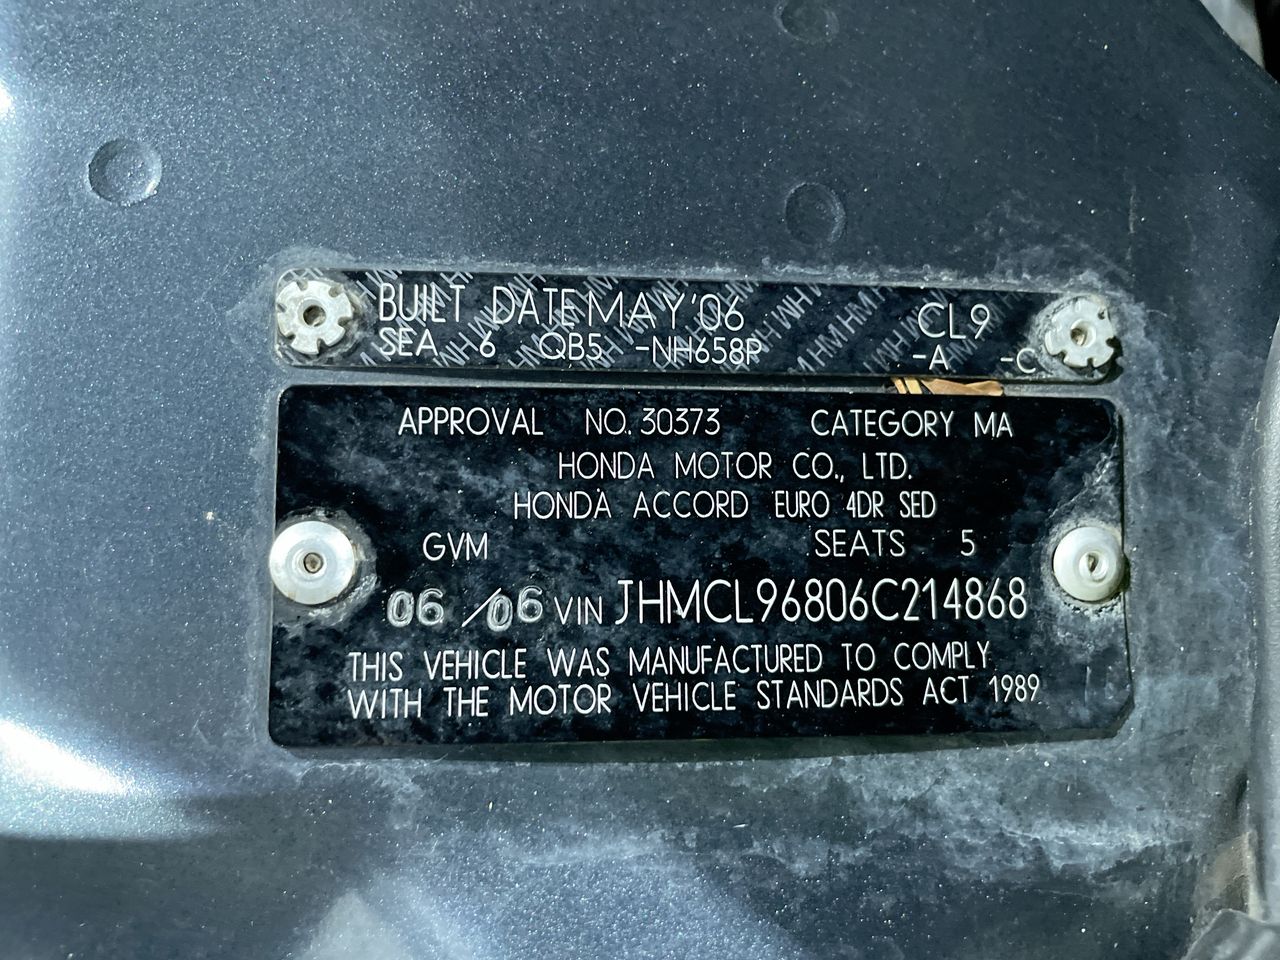 BUILT DATE MAY'06 CL9
SEA 6 QB5 -NH658P -A -C
APPROVAL NO. 30373 CATEGORY MA
HONDA MOTOR CO., LTD.
HONDA ACCORD EURO 4DR SED
GVM SEATS 5
06 /06 VIN JHMCL96806C214868
THIS VEHICLE WAS MANUFACTURED TO COMPLY
WITH THE MOTOR VEHICLE STANDARDS ACT 1989